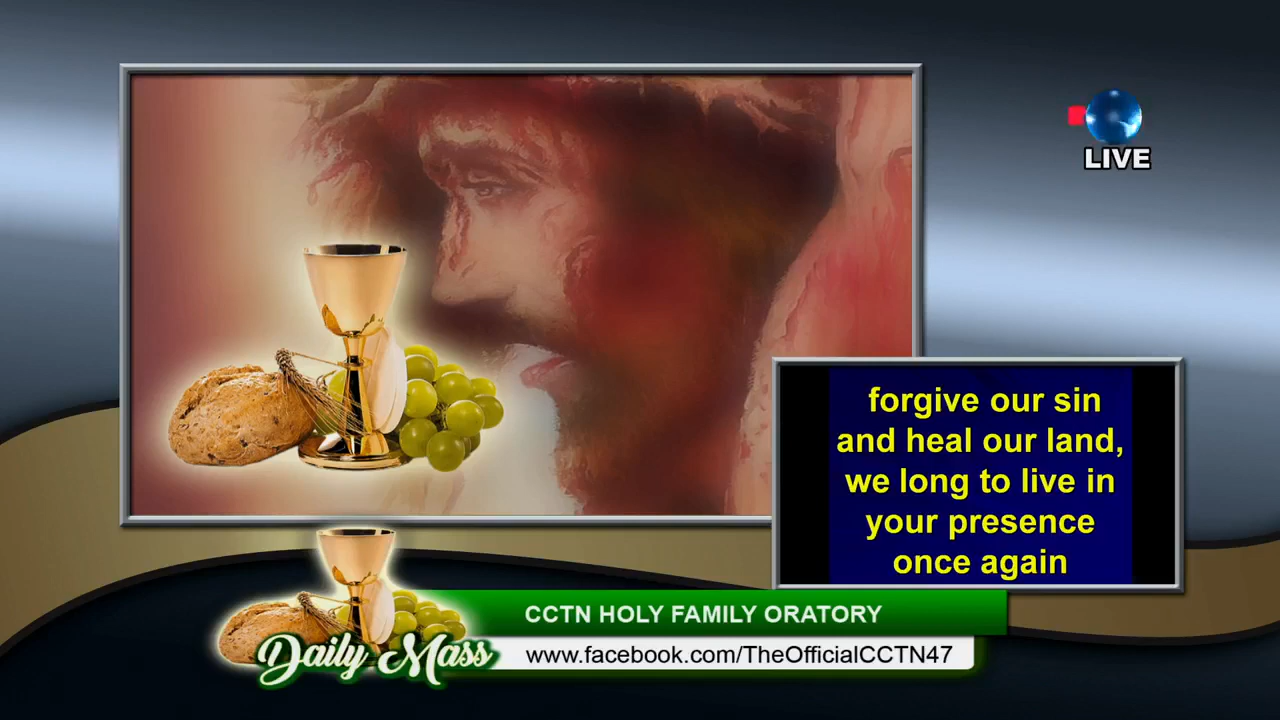 LIVE
forgive our sin
and heal our land,
we long to live in
your presence
once again
CCTN HOLY FAMILY ORATORY
Daily Mass
www.facebook.com/TheOfficialCCTN47